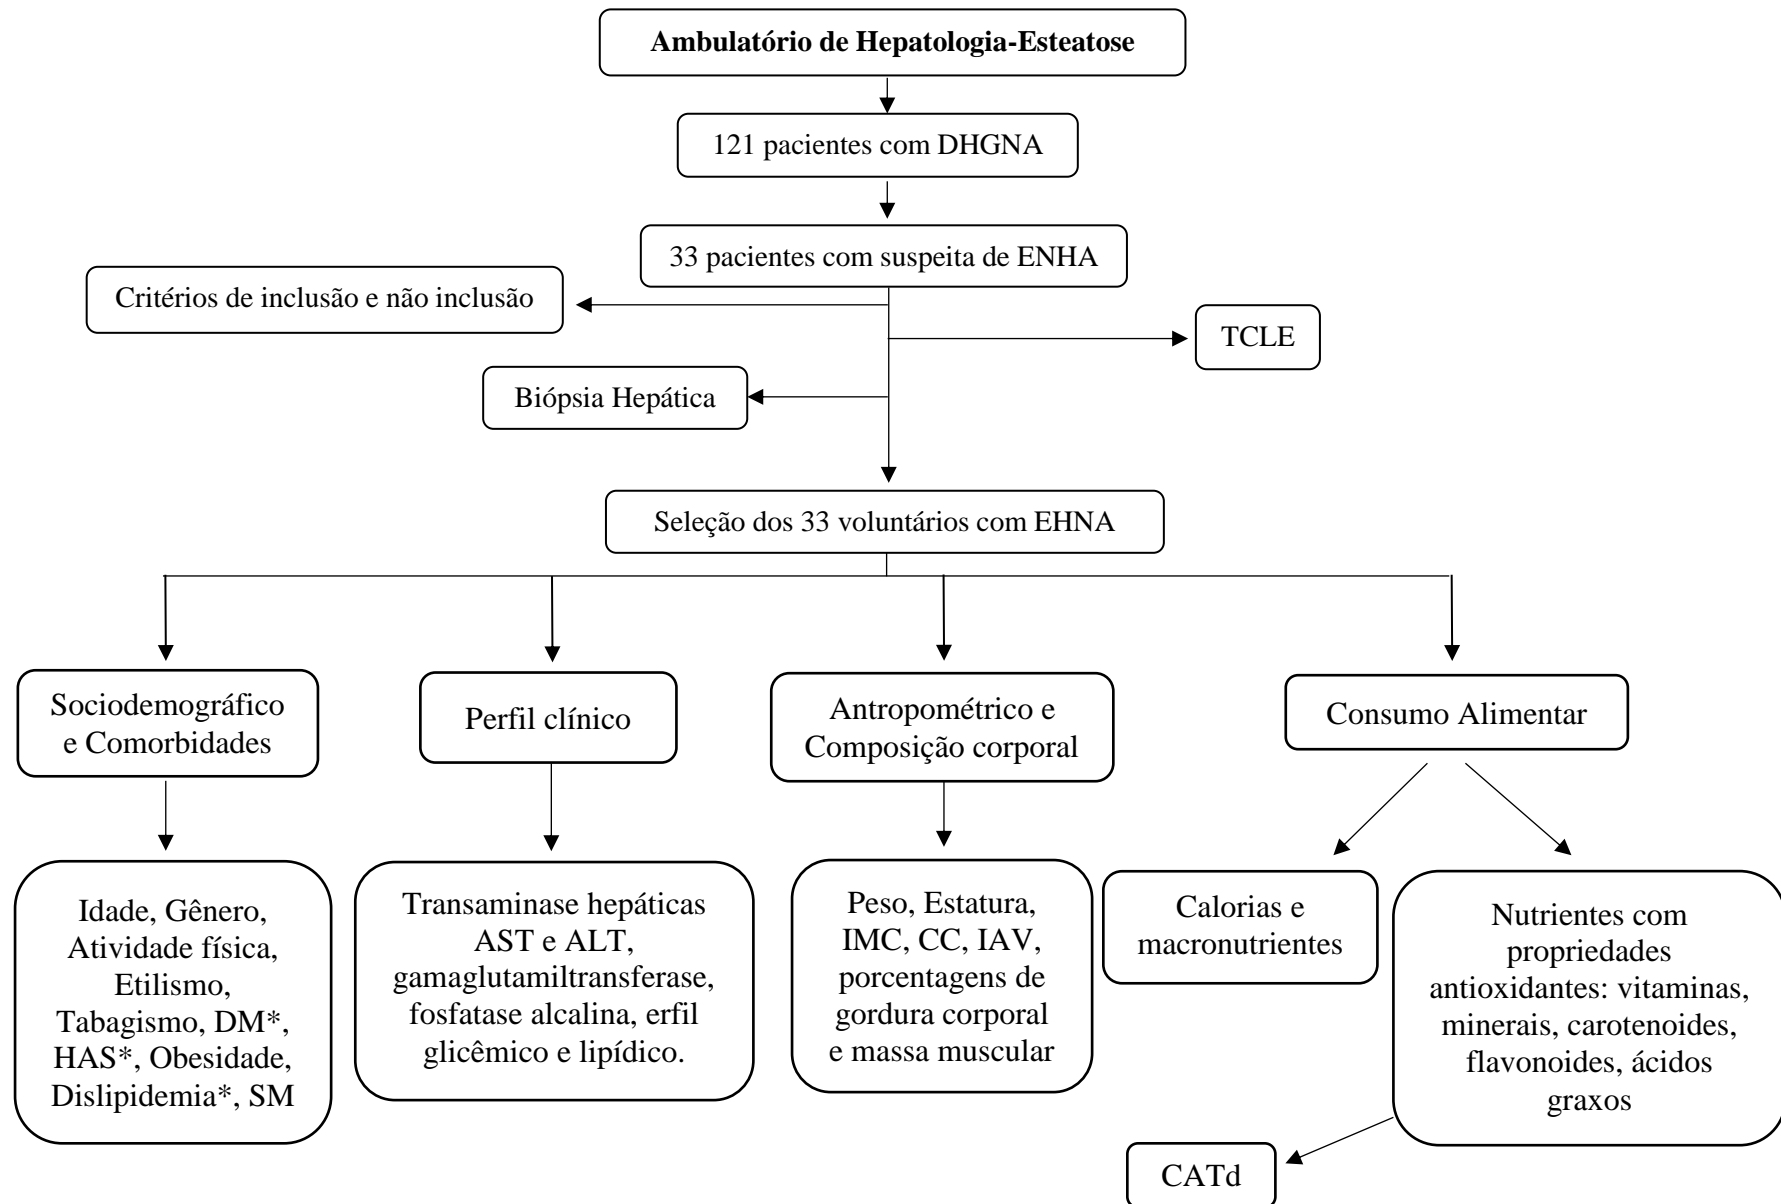 Ambulatório de Hepatologia-Esteatose
121 pacientes com DHGNA
33 pacientes com suspeita de ENHA
Critérios de inclusão e não inclusão
TCLE
Biópsia Hepática
Seleção dos 33 voluntários com EHNA
Sociodemográfico
e Comorbidades
Perfil clínico
Antropométrico e
Composição corporal
Consumo Alimentar
Idade, Gênero,
Atividade física,
Etilismo,
Tabagismo, DM*,
HAS*, Obesidade,
Dislipidemia*, SM
Transaminase hepáticas
AST e ALT,
gamaglutamiltransferase,
fosfatase alcalina, erfil
glicêmico e lipídico.
Peso, Estatura,
IMC, CC, IAV,
porcentagens de
gordura corporal
e massa muscular
Calorias e
macronutrientes
Nutrientes com
propriedades
antioxidantes: vitaminas,
minerais, carotenoides,
flavonoides, ácidos
graxos
CATd